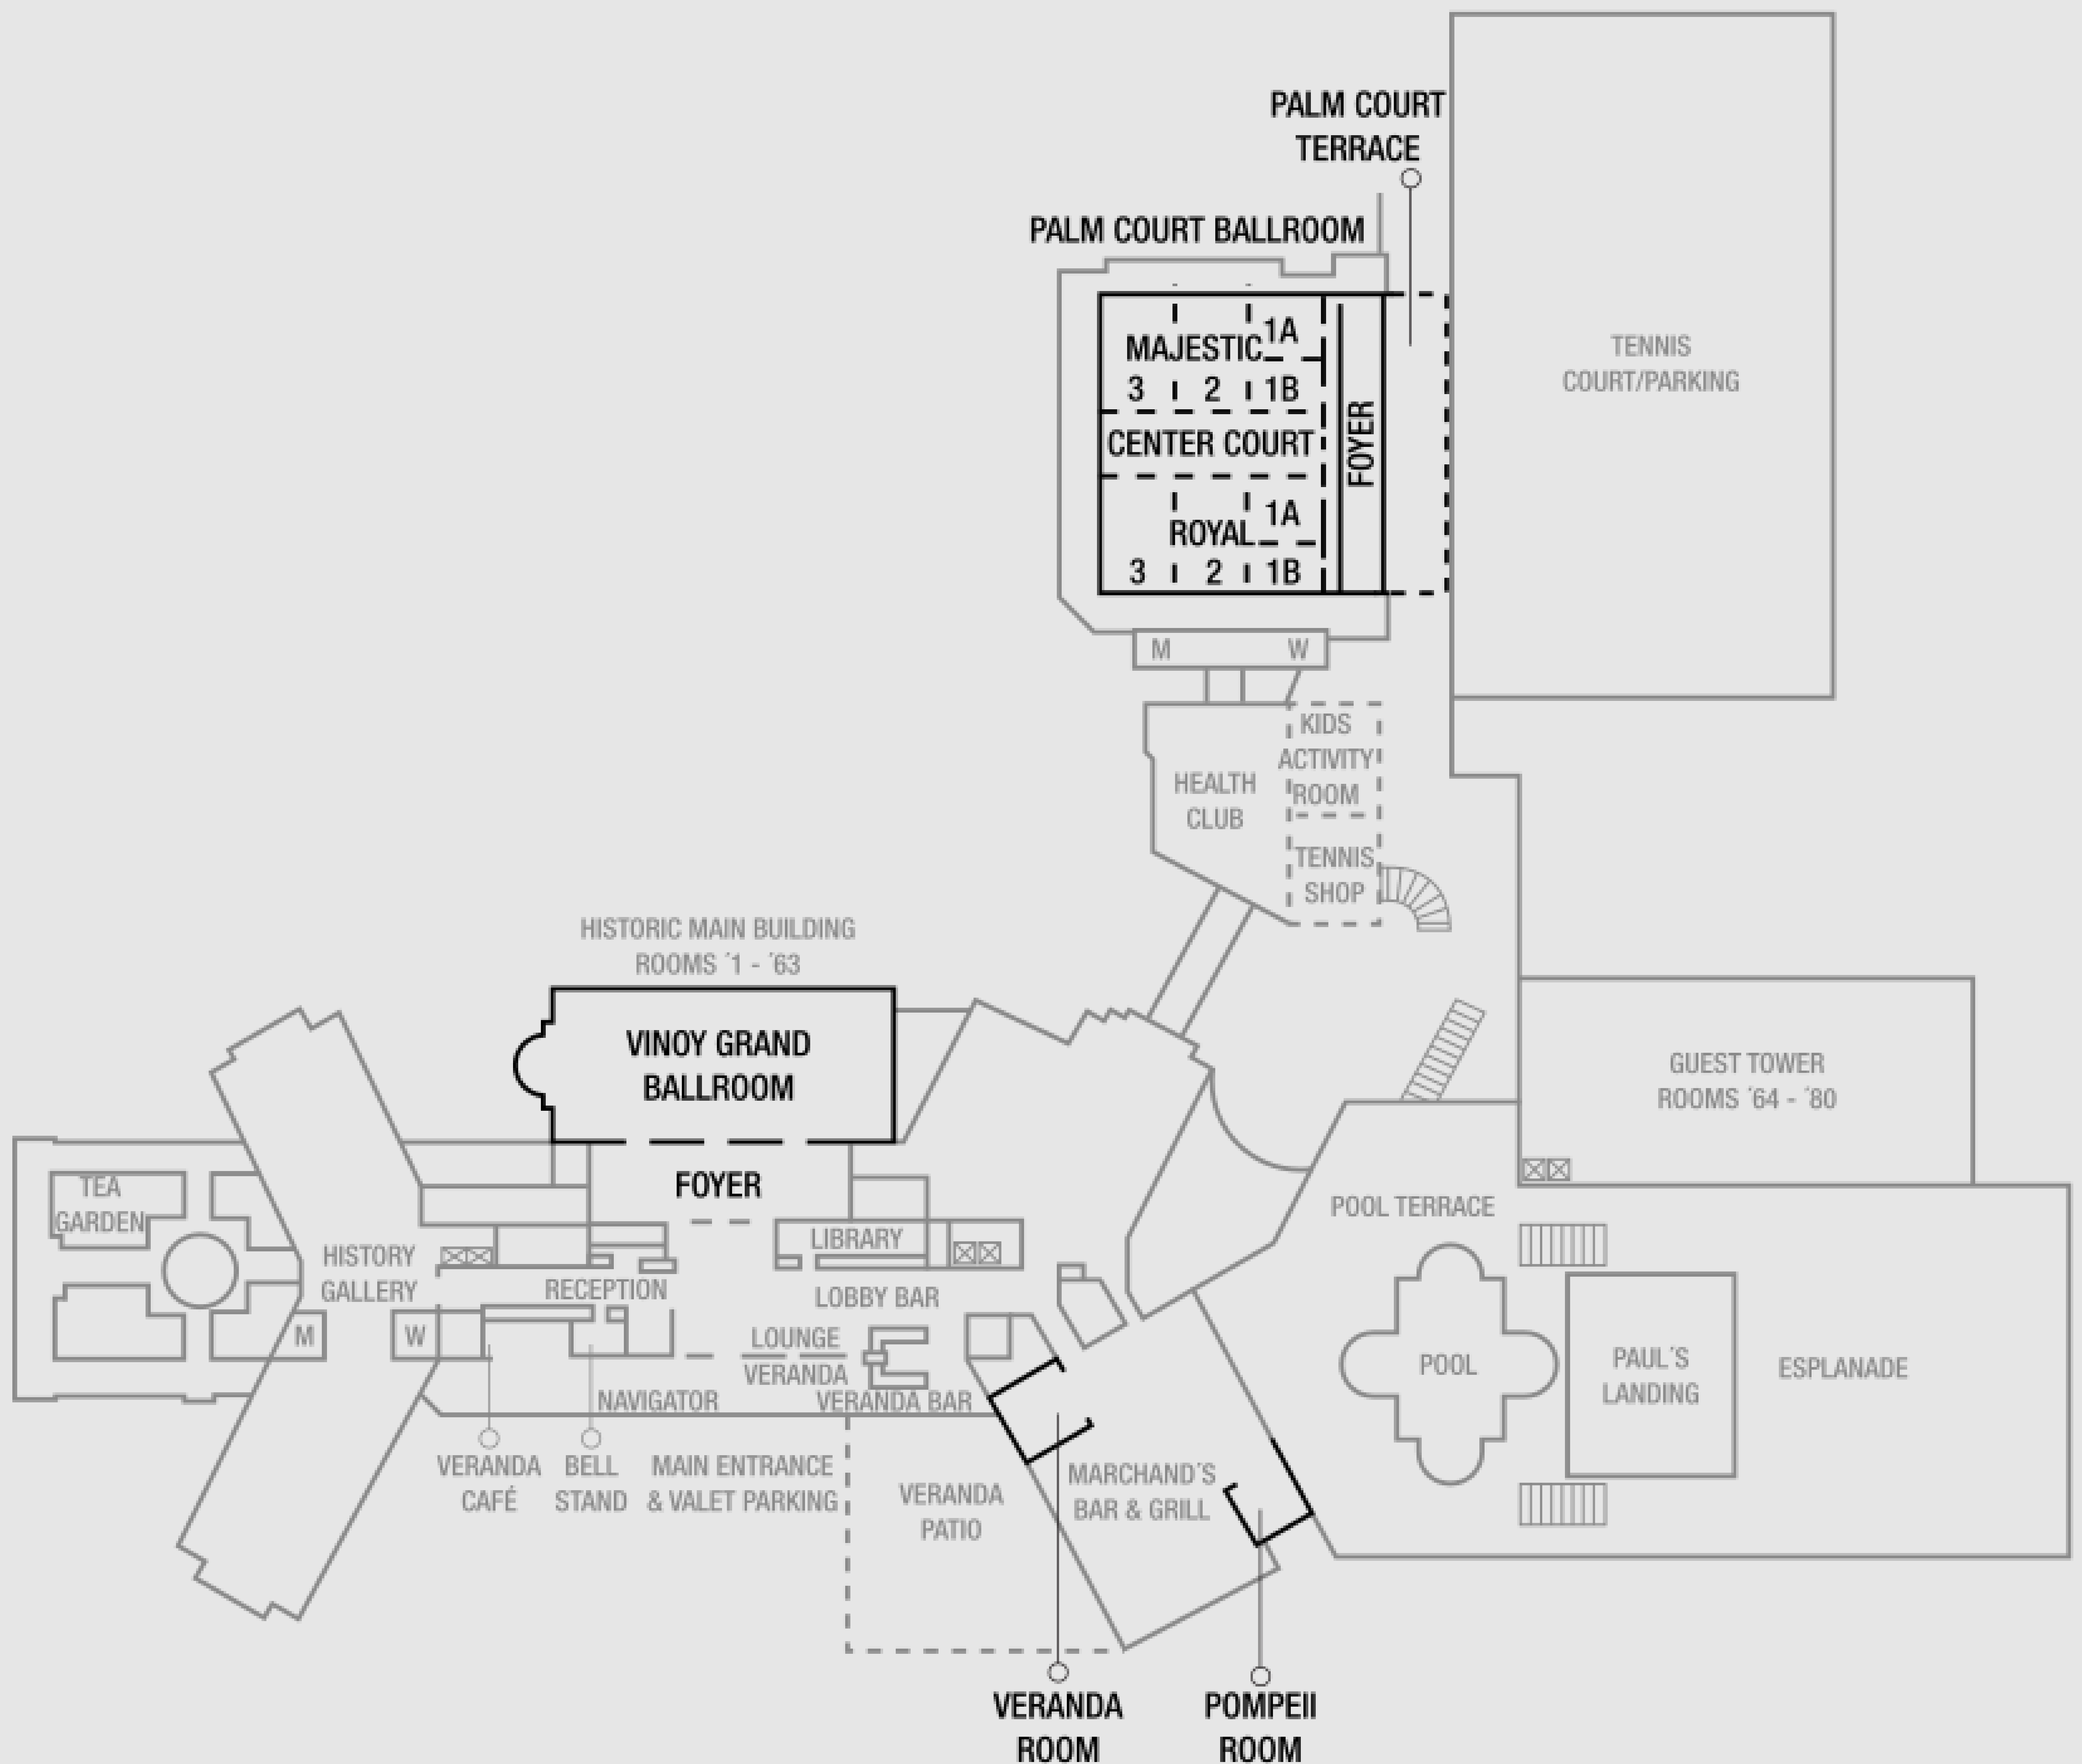 PALM COURT
TERRACE
PALM COURT BALLROOM
1A
MAJESTIC
3 2 1B
CENTER COURT
FOYER
1A
ROYAL
3 2 1B
TENNIS
COURT/PARKING
M W
KIDS
ACTIVITY
ROOM
HEALTH
CLUB
TENNIS
SHOP
HISTORIC MAIN BUILDING
ROOMS ´1 - ´63
VINOY GRAND
BALLROOM
FOYER
GUEST TOWER
ROOMS ´64 - ´80
TEA
GARDEN
HISTORY
GALLERY
M
W
RECEPTION
LIBRARY
LOBBY BAR
LOUNGE
VERANDA
NAVIGATOR
VERANDA BAR
POOL TERRACE
POOL
PAUL´S
LANDING
ESPLANADE
VERANDA
CAFÉ
BELL
STAND
MAIN ENTRANCE
& VALET PARKING
VERANDA
PATIO
MARCHAND´S
BAR & GRILL
VERANDA
ROOM
POMPEII
ROOM